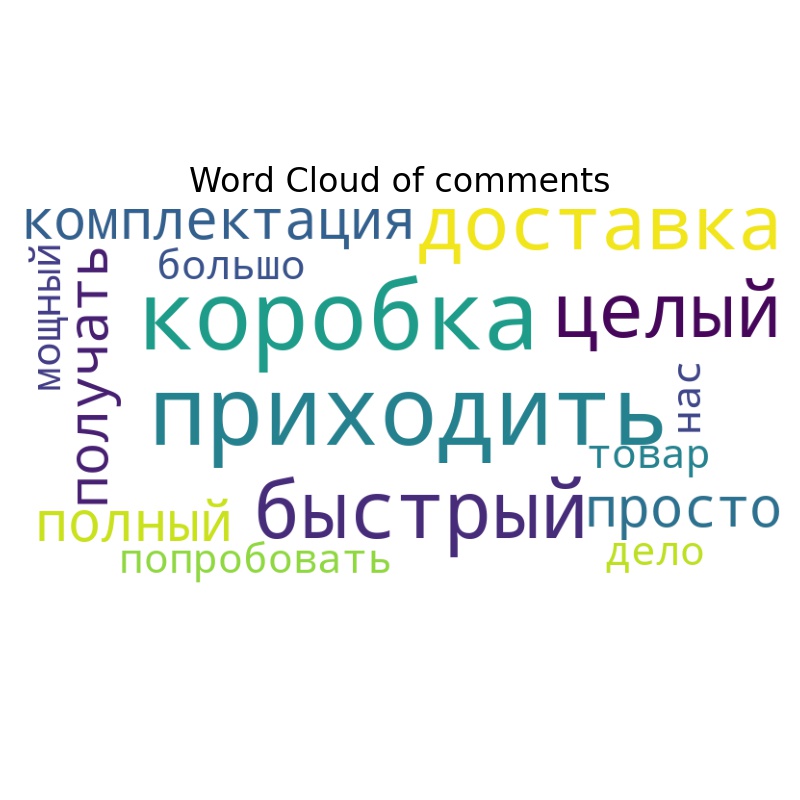 Word Cloud of comments
комплектация
доставка
мощный
получать
большо
коробка
целый
приходить
нас
товар
полный
быстрый
просто
попробовать
дело